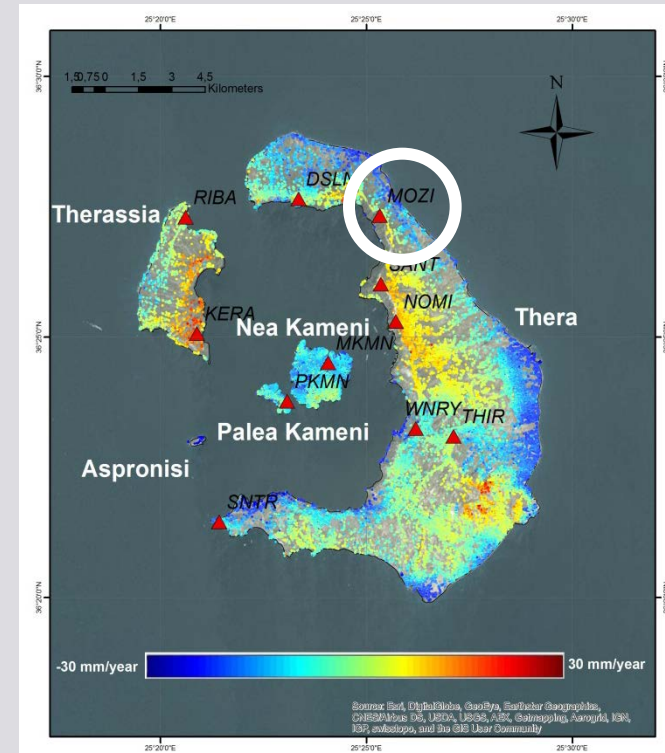 25°20'0"E 25°25'0"E 25°30'0"E
36°30'0"N
1,50,75 0 1,5 3 4,5
Kilometers
N
DSLN
MOZI
RIBA
Therassia
SANT
NOMI
KERA
Thera
Nea Kameni
MKMN
36°25'0"N
PKMN
WNRY THIR
Palea Kameni
Aspronisi
SNTR
36°20'0"N
-30 mm/year 30 mm/year
Source: Esri, DigitalGlobe, GeoEye, Earthstar Geographics,
CNES/Airbus DS, USDA, USGS, AEX, Getmapping, Aerogrid, IGN,
IGP, swisstopo, and the GIS User Community
25°20'0"E 25°25'0"E 25°30'0"E